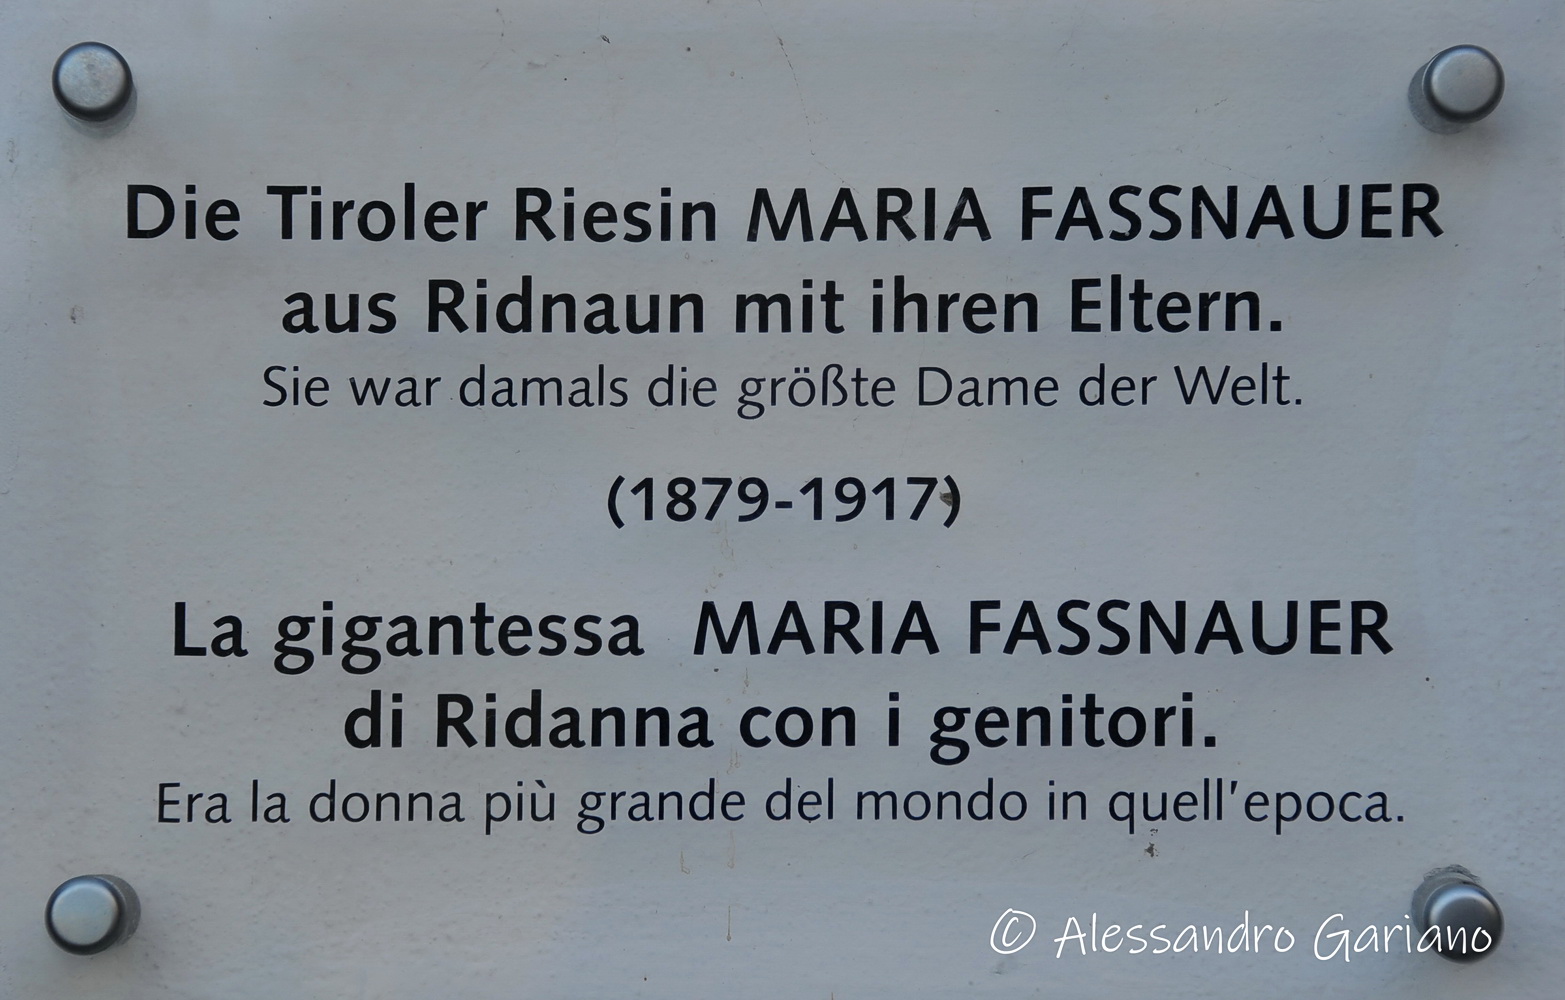 Die Tiroler Riesin MARIA FASSNAUER
aus Ridnaun mit ihren Eltern.
Sie war damals die größte Dame der Welt.
(1879-1917)
La gigantessa MARIA FASSNAUER
di Ridanna con i genitori.
Era la donna più grande del mondo in quell'epoca.
© Alessandro Gariano